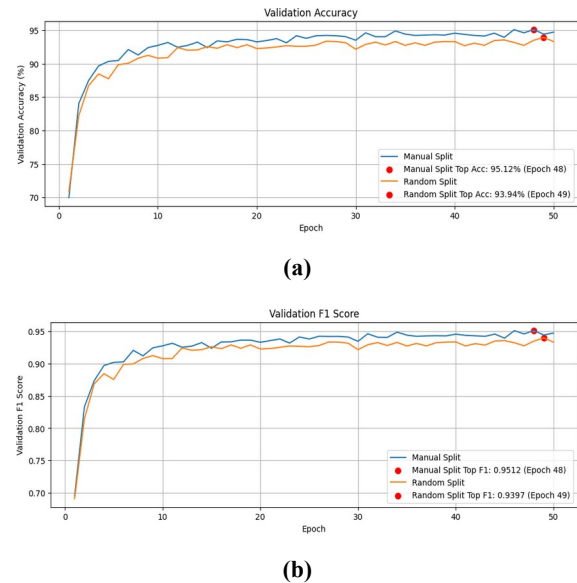 Validation Accuracy
95
90
85
80
75
70
Validation Accuracy (%)
Manual Split
Manual Split Top Acc: 95.12% (Epoch 48)
Random Split
Random Split Top Acc: 93.94% (Epoch 49)
0 10 20 30 40 50
Epoch
(a)
Validation F1 Score
0.95
0.90
0.85
0.80
0.75
0.70
Validation F1 Score
Manual Split
Manual Split Top F1: 0.9512 (Epoch 48)
Random Split
Random Split Top F1: 0.9397 (Epoch 49)
0 10 20 30 40 50
Epoch
(b)